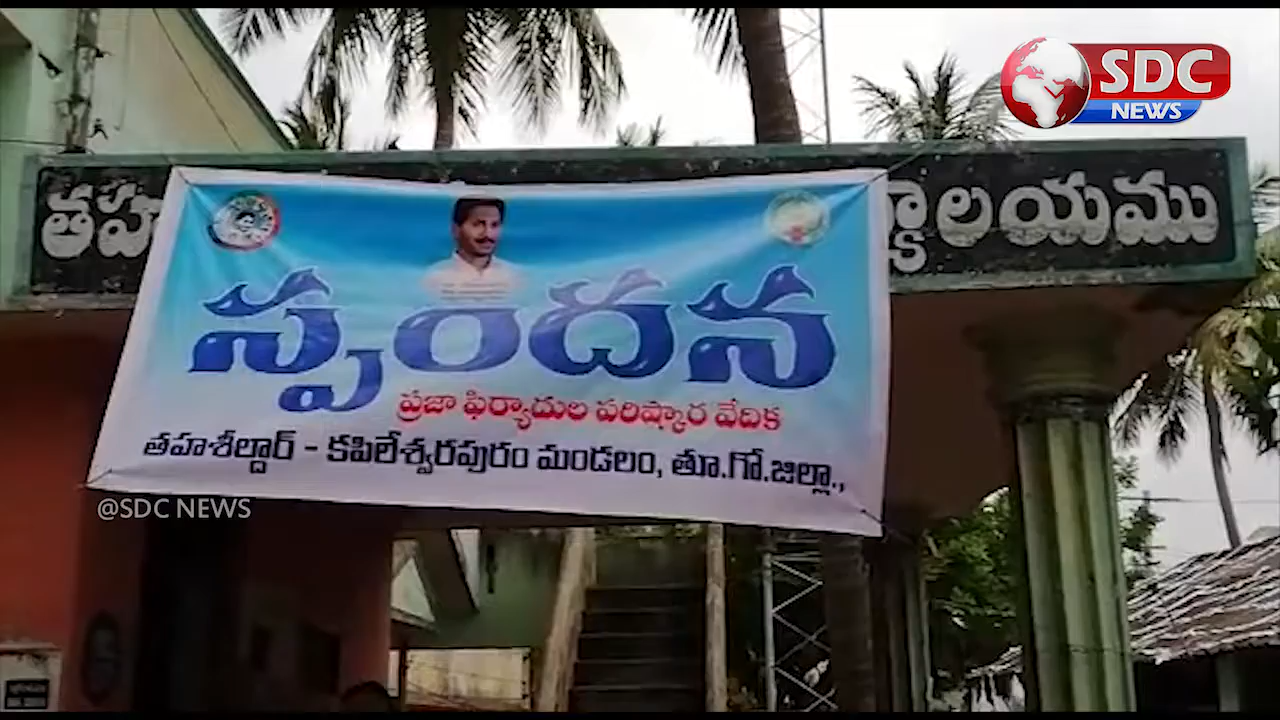 SDC
NEWS
తహ
ర్యాలయము
స్పందన
ప్రజా ఫిర్యాదుల పరిష్కార వేదిక
తహశీల్దార్ - కపిలేశ్వరపురం మండలం, తూ.గో.జిల్లా.,
@SDC NEWS